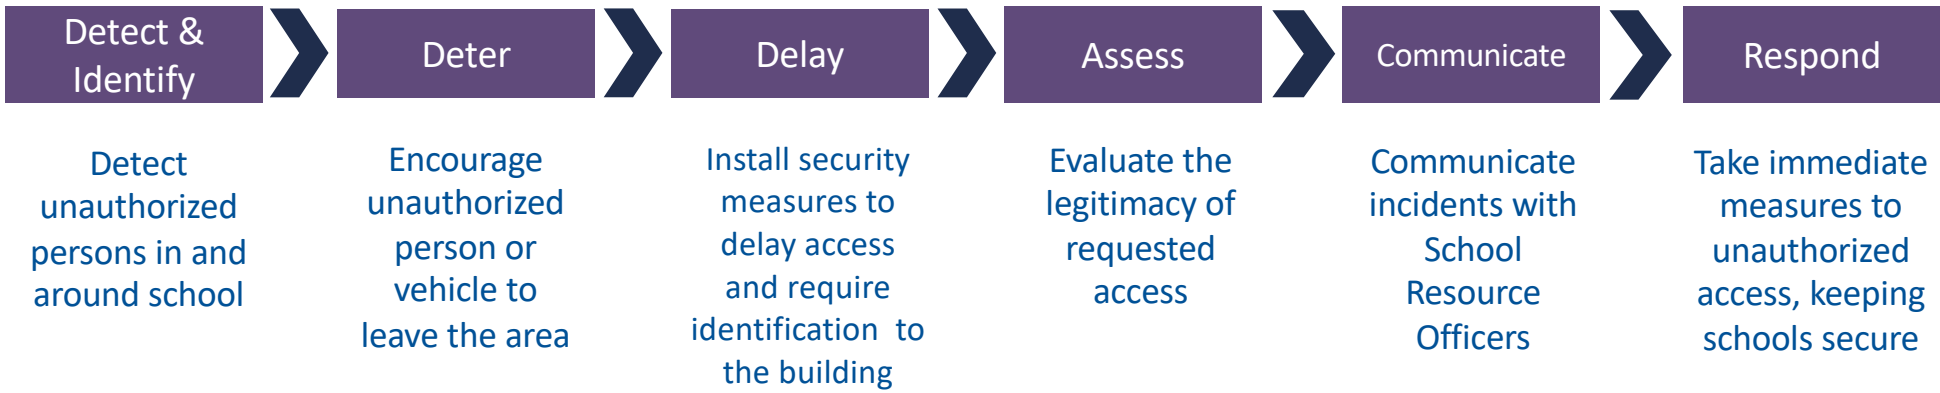 Detect &
Identify
Deter
Delay
Assess
Communicate
Respond
Detect
unauthorized
persons in and
around school
Encourage
unauthorized
person or
vehicle to
leave the area
Install security
measures to
delay access
and require
identification  to
the building
Evaluate the
legitimacy of
requested
access
Communicate
incidents with
School
Resource
Officers
Take immediate
measures to
unauthorized
access, keeping
schools secure